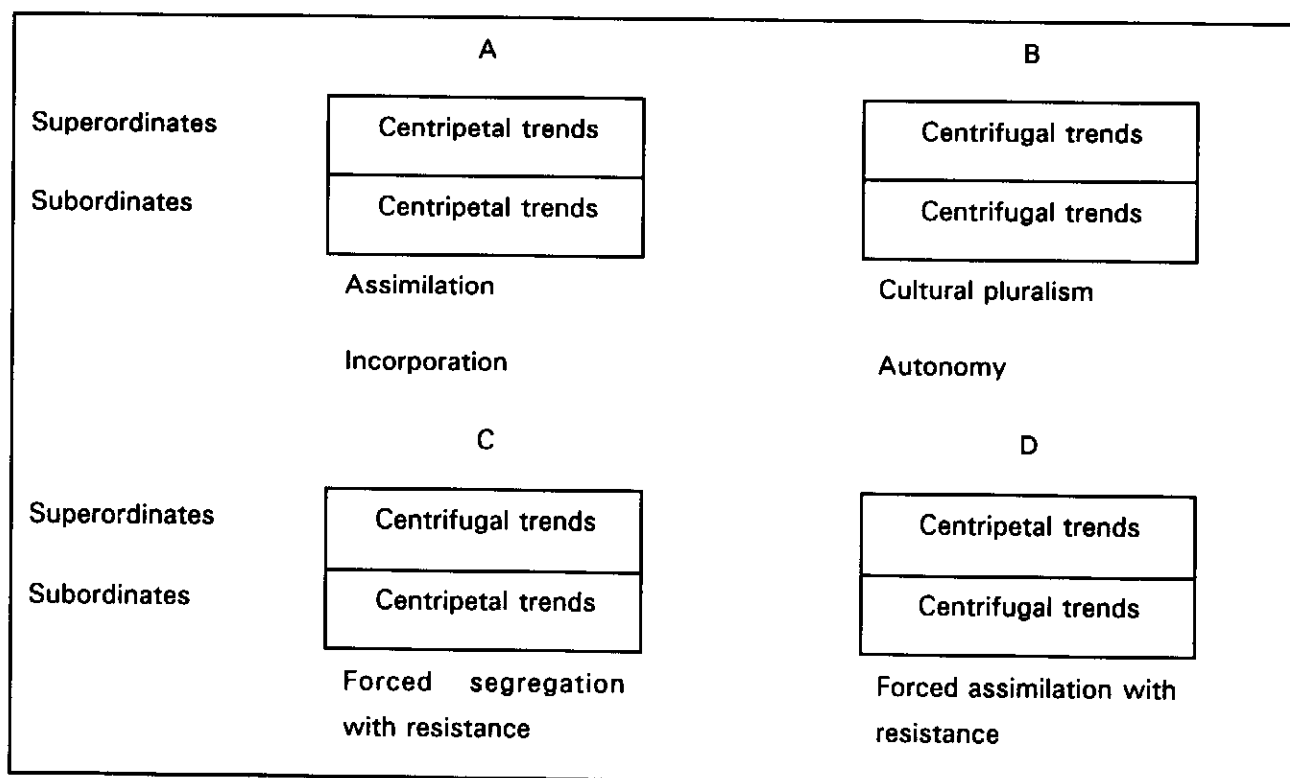 A B
Superordinates Centripetal trends Centrifugal trends
Subordinates Centripetal trends Centrifugal trends
Assimilation Cultural pluralism
Incorporation Autonomy
C D
Superordinates Centrifugal trends Centripetal trends
Subordinates Centripetal trends Centrifugal trends
Forced segregation Forced assimilation with
with resistance resistance